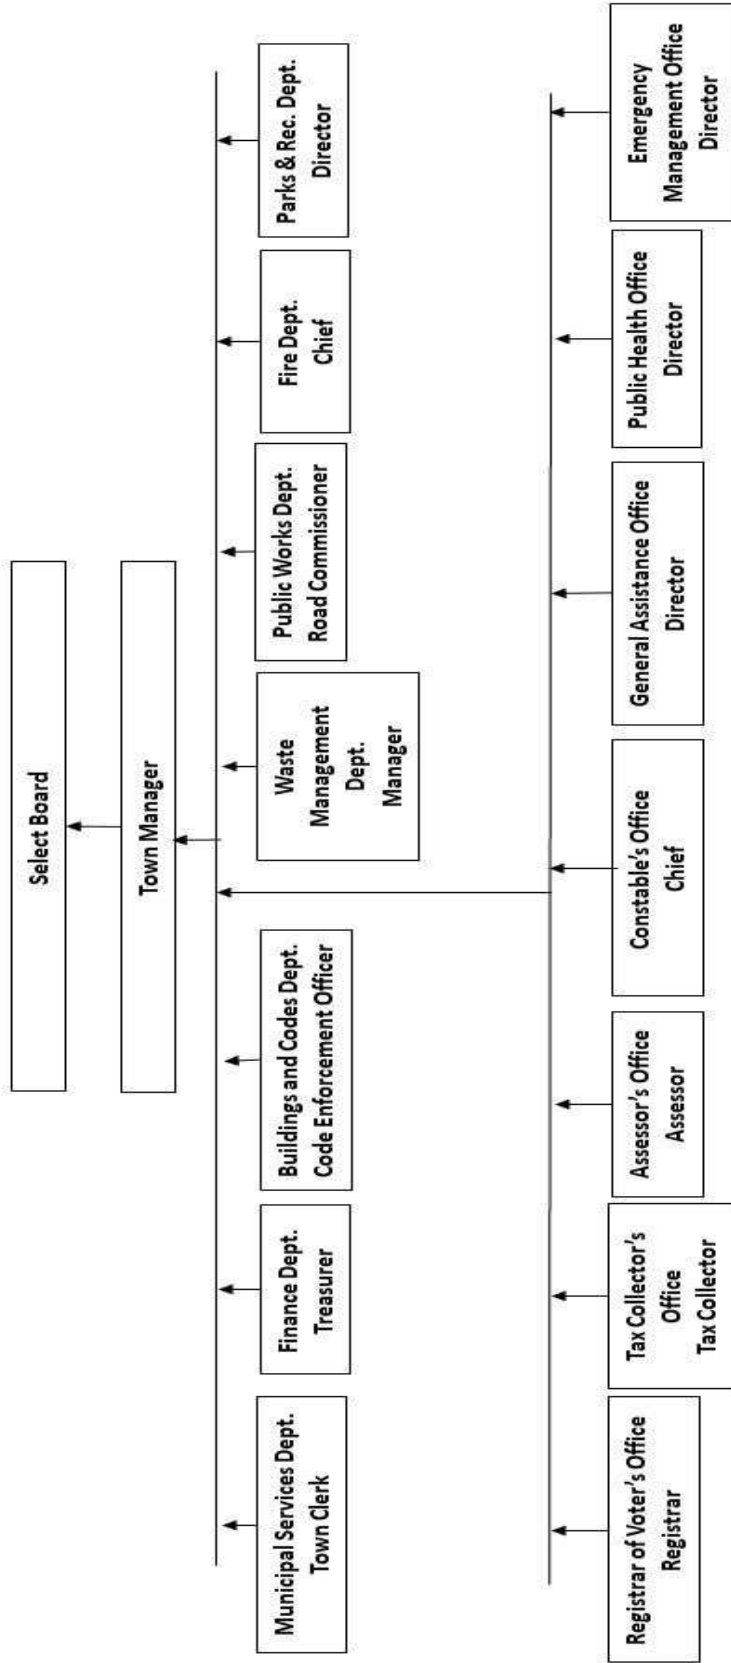 Select Board
Town Manager
Municipal Services Dept.
Town Clerk
Finance Dept.
Treasurer
Buildings and Codes Dept.
Code Enforcement Officer
Waste
Management
Dept.
Manager
Public Works Dept.
Road Commissioner
Fire Dept.
Chief
Parks & Rec. Dept.
Director
Registrar of Voter's Office
Registrar
Tax Collector's
Office
Tax Collector
Assessor's Office
Assessor
Constable's Office
Chief
General Assistance Office
Director
Public Health Office
Director
Emergency
Management Office
Director